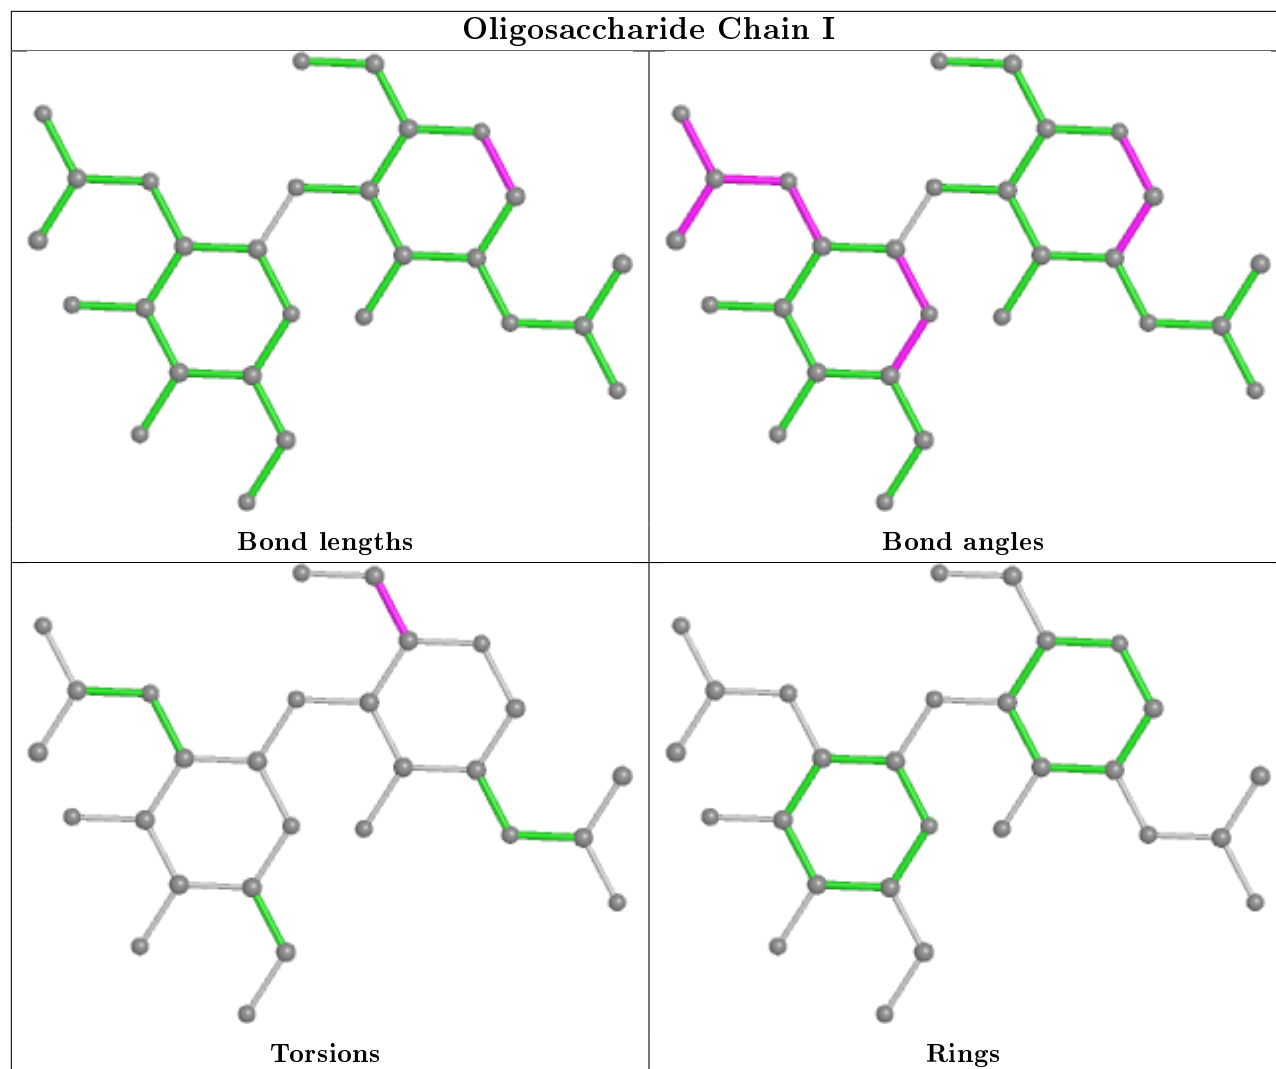 Oligosaccharide Chain I
Bond lengths
Bond angles
Torsions
Rings